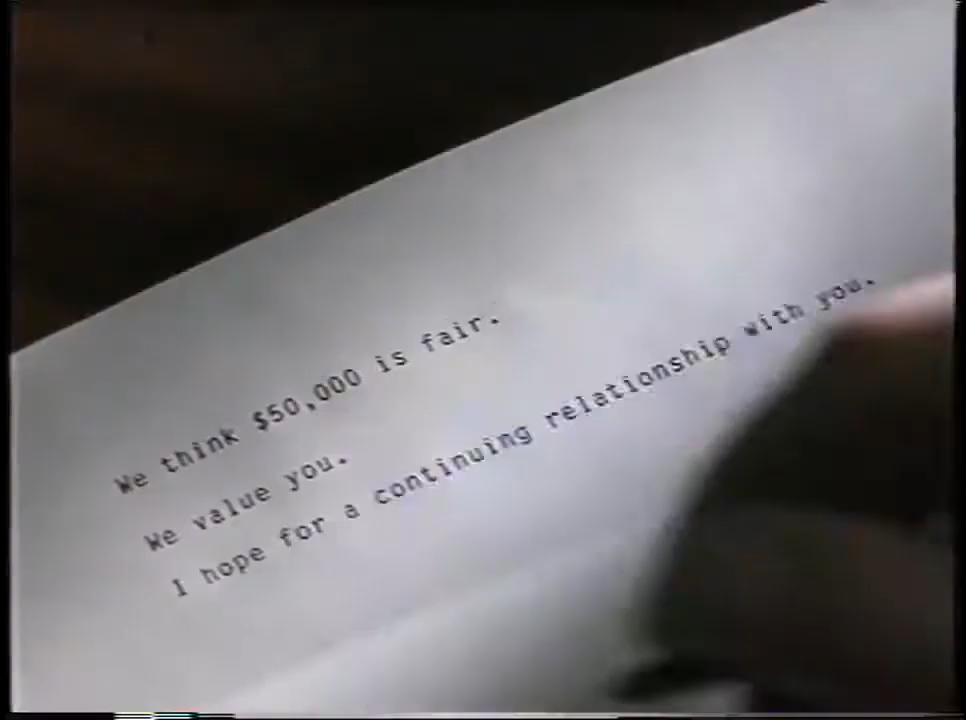 We think $50,000 is fair.
We value you.
I hope for a continuing relationship with you.